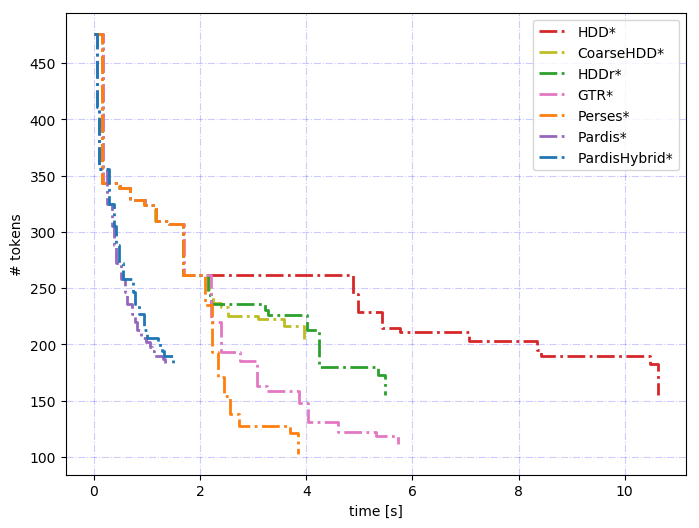 HDD*
CoarseHDD*
HDDr*
GTR*
Perses*
Pardis*
PardisHybrid*
# tokens
450
400
350
300
250
200
150
100
0 2 4 6 8 10
time [s]